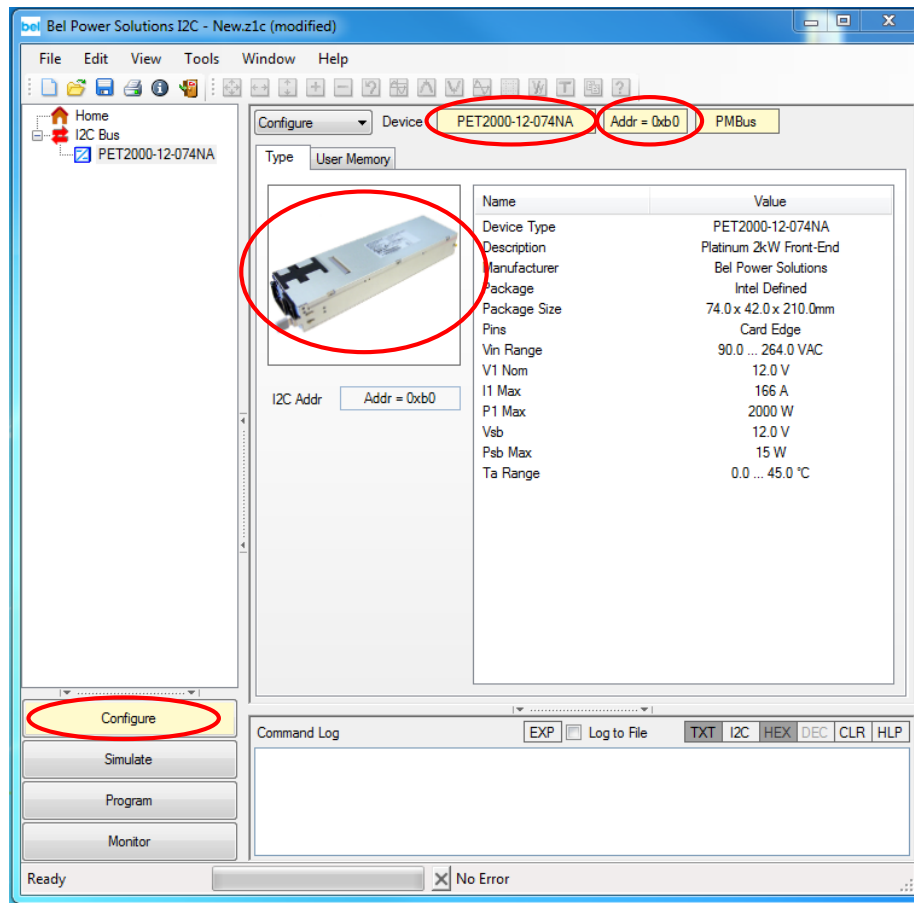 bel Bel Power Solutions I2C - New.z1c (modified)
File Edit View Tools Window Help
Home
I2C Bus
PET2000-12-074NA
Configure Device PET2000-12-074NA Addr = 0xb0 PMBus
Type User Memory
Name Value
Device Type PET2000-12-074NA
Description Platinum 2kW Front-End
Manufacturer Bel Power Solutions
Package Intel Defined
Package Size 74.0 x 42.0 x 210.0mm
Pins Card Edge
Vin Range 90.0 ... 264.0 VAC
V1 Nom 12.0 V
I1 Max 166 A
P1 Max 2000 W
Vsb 12.0 V
Psb Max 15 W
Ta Range 0.0 ... 45.0 °C
I2C Addr Addr = 0xb0
Configure
Simulate
Program
Monitor
Command Log EXP Log to File TXT I2C HEX DEC CLR HLP
Ready No Error